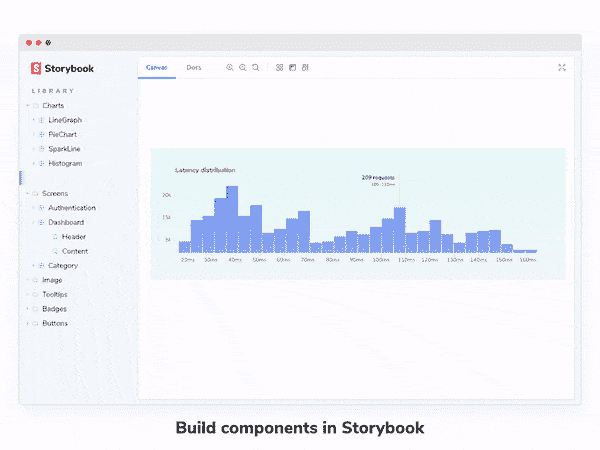 Storybook
LIBRARY
Charts
LineGraph
PieChart
SparkLine
Histogram
Screens
Authentication
Dashboard
Header
Content
Category
Image
Tooltips
Badges
Buttons
Canvas
Docs
Latency distribution
209 requests
20k
15k
20ms 30ms 40ms 50ms 60ms 70ms 80ms 90ms 100ms 110ms 120ms 130ms 140ms 150ms 160ms
Build components in Storybook